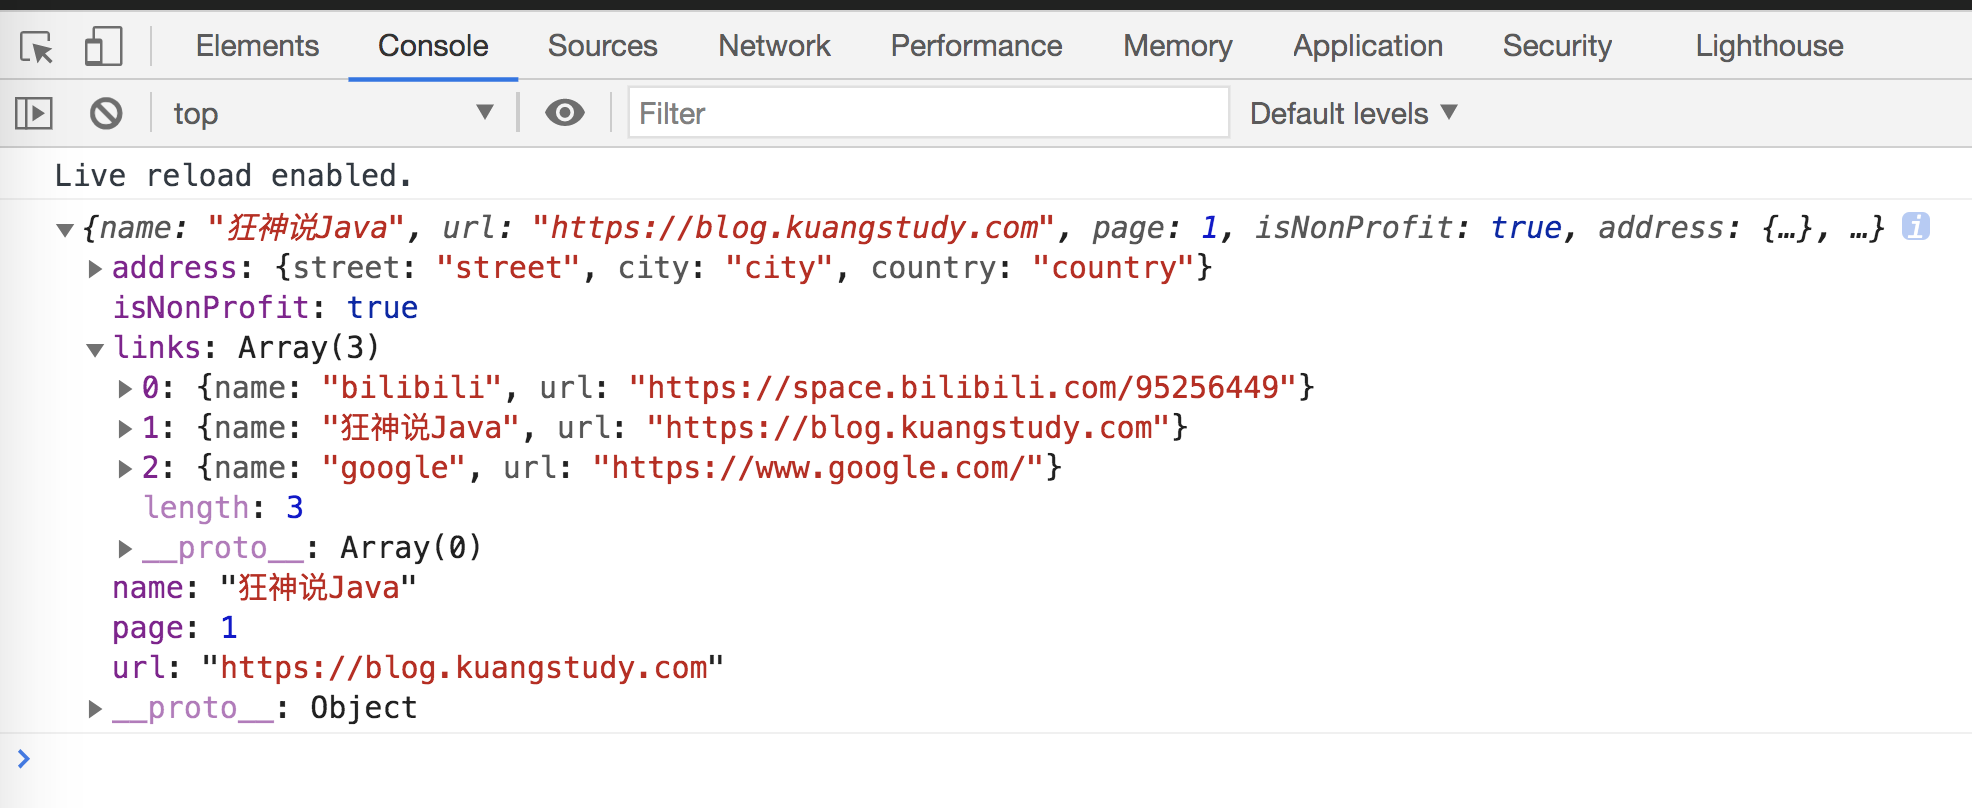 Elements Console Sources Network Performance Memory Application Security Lighthouse
top Filter Default levels
Live reload enabled.
{name: "狂神说Java", url: "https://blog.kuangstudy.com", page: 1, isNonProfit: true, address: {…}, …} i
address: {street: "street", city: "city", country: "country"}
isNonProfit: true
links: Array(3)
0: {name: "bilibili", url: "https://space.bilibili.com/95256449"}
1: {name: "狂神说Java", url: "https://blog.kuangstudy.com"}
2: {name: "google", url: "https://www.google.com/"}
length: 3
__proto__: Array(0)
name: "狂神说Java"
page: 1
url: "https://blog.kuangstudy.com"
__proto__: Object